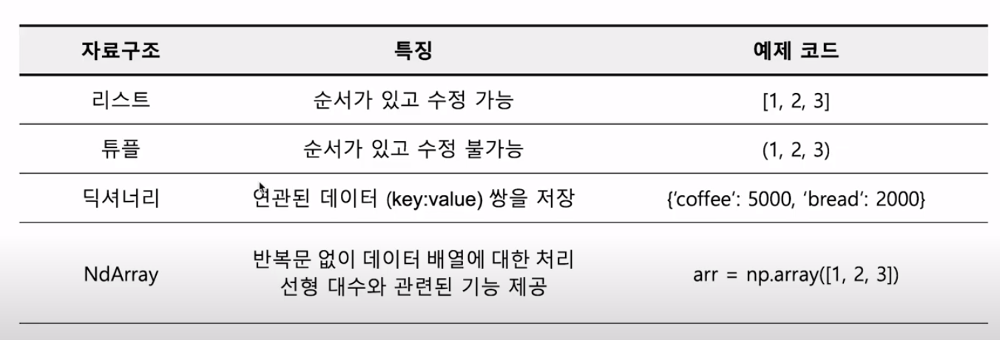 자료구조 특징 예제 코드
리스트 순서가 있고 수정 가능 [1, 2, 3]
튜플 순서가 있고 수정 불가능 (1, 2, 3)
딕셔너리 연관된 데이터 (key:value) 쌍을 저장 {‘coffee’: 5000, ‘bread’: 2000}
반복문 없이 데이터 배열에 대한 처리
NdArray arr = np.array([1, 2, 3])
선형 대수와 관련된 기능 제공